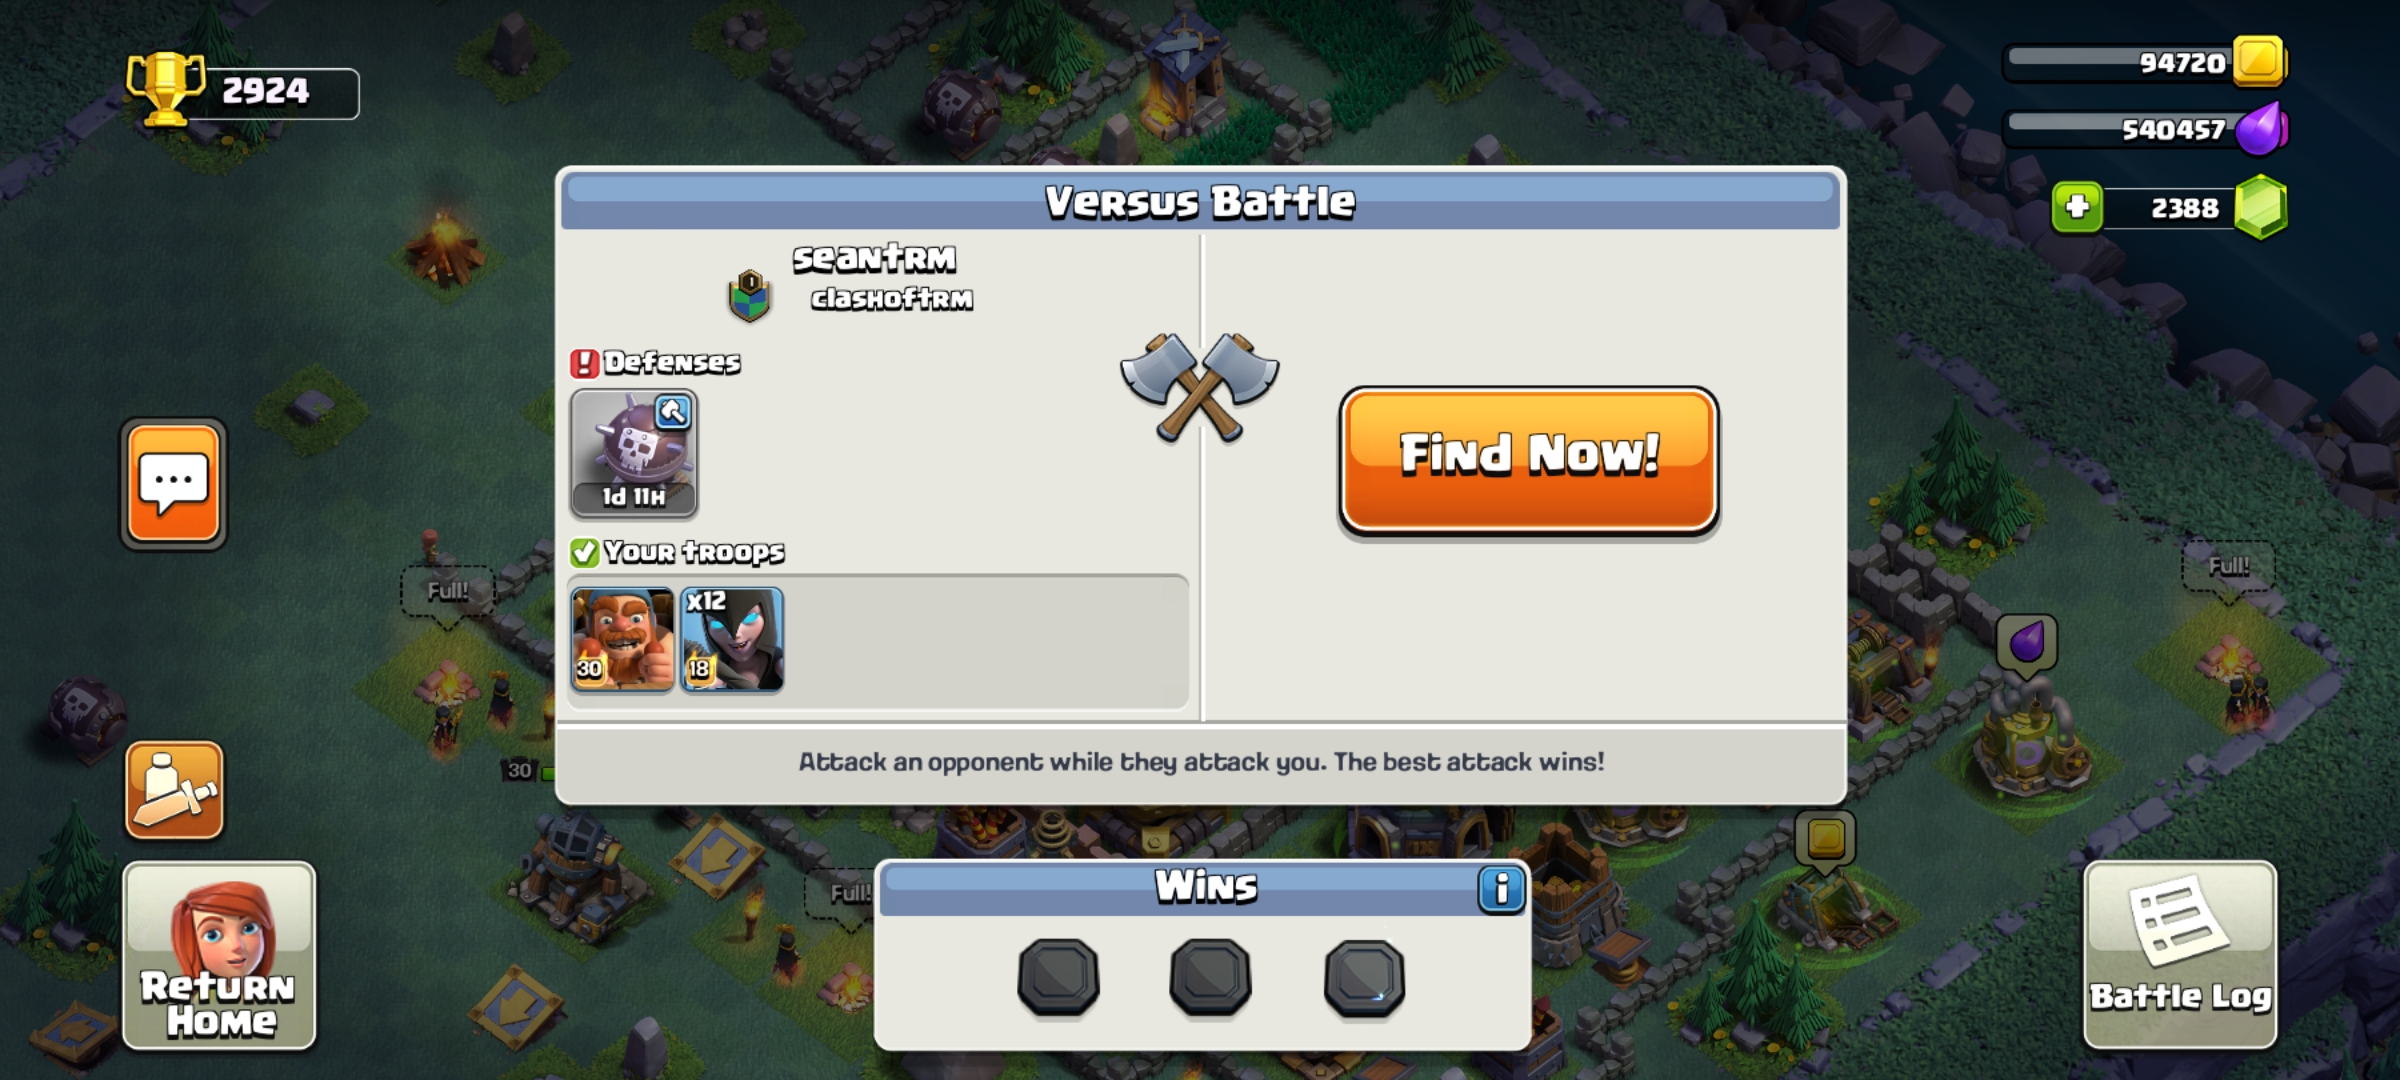 2924
94720
540457
2388
Versus Battle
seantrm
clashoftrm
Defenses
1d 11H
Your troops
30
x12
18
Find Now!
Attack an opponent while they attack you. The best attack wins!
Full!
Full!
30
Full!
Wins
Return
Home
Battle Log